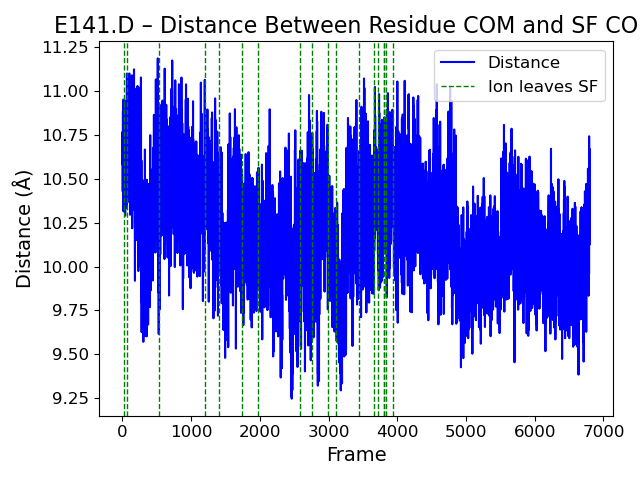 E141.D – Distance Between Residue COM and SF CO
11.25
11.00
10.75
10.50
10.25
10.00
9.75
9.50
9.25
Distance (Å)
Distance
Ion leaves SF
0 1000 2000 3000 4000 5000 6000 7000
Frame